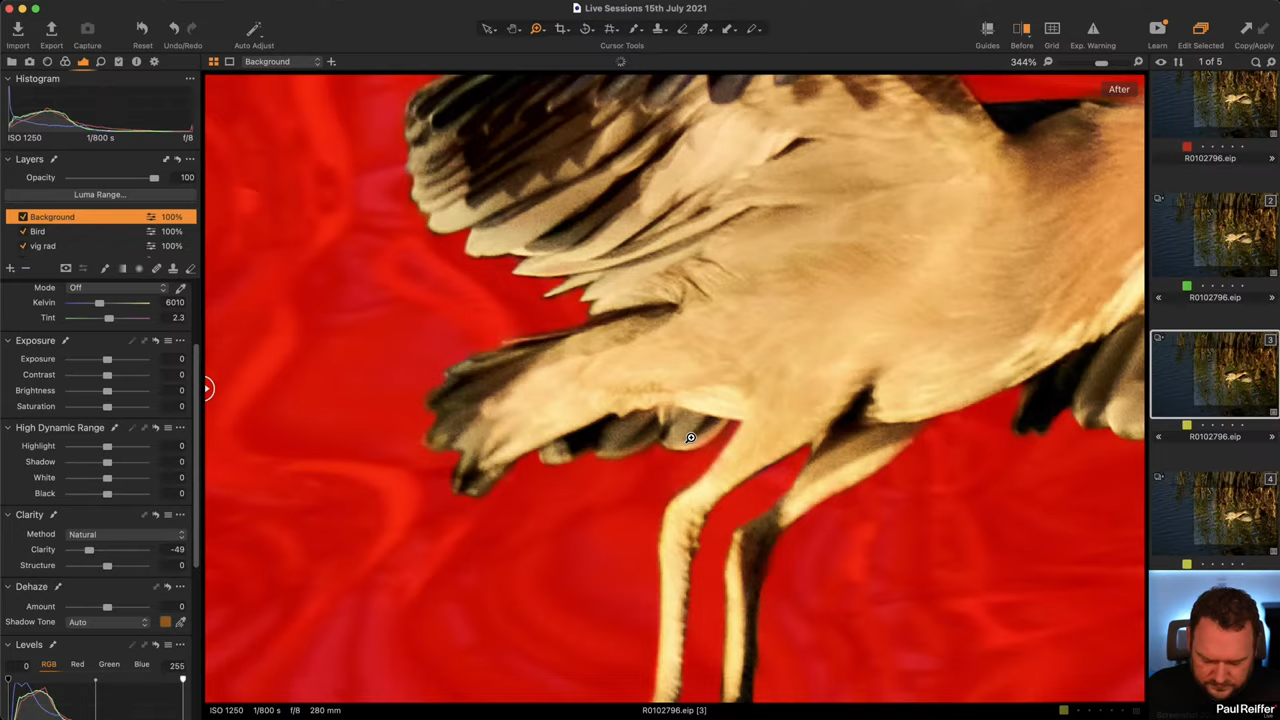 Live Sessions 15th July 2021
Import
Export
Capture
Reset
Undo/Redo
Auto Adjust
Cursor Tools
Guides
Before
Grid
Exp. Warning
Learn
Edit Selected
Copy/Apply
Background
344%
1 of 5
Histogram
ISO 1250
1/800 s
f/8
Layers
Opacity
100
Luma Range...
Background 100%
Bird 100%
vig rad 100%
Mode Off
Kelvin 6010
Tint 2.3
Exposure
Exposure 0
Contrast 0
Brightness 0
Saturation 0
High Dynamic Range
Highlight 0
Shadow 0
White 0
Black 0
Clarity
Method Natural
Clarity -49
Structure 0
Dehaze
Amount 0
Shadow Tone Auto
Levels
0 RGB Red Green Blue 255
After
R0102796.eip
2
R0102796.eip
3
R0102796.eip
4
ISO 1250 1/800 s f/8 280 mm
R0102796.eip [3]
Paul Reiffer
Live